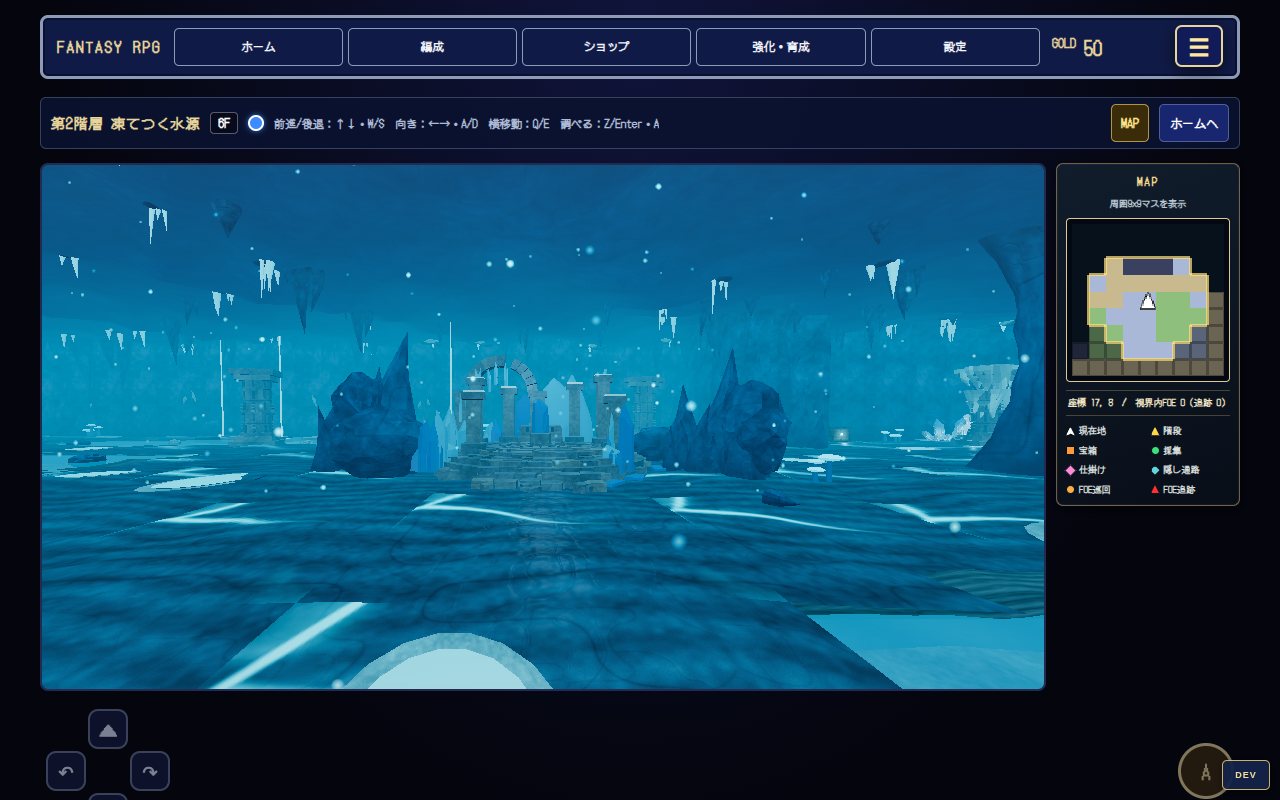 FANTASY RPG
ホーム
編成
ショップ
強化・育成
設定
GOLD 50
第2階層 凍てつく水源
6F
前進/後退：↑↓・W/S 向き：←→・A/D 横移動：Q/E 調べる：Z/Enter・A
MAP
ホームへ
MAP
周囲9x9マスを表示
座標 17, 8 / 視界内FOE 0 (追跡 0)
現在地
階段
宝箱
採集
仕掛け
隠し通路
FOE巡回
FOE追跡
A
DEV